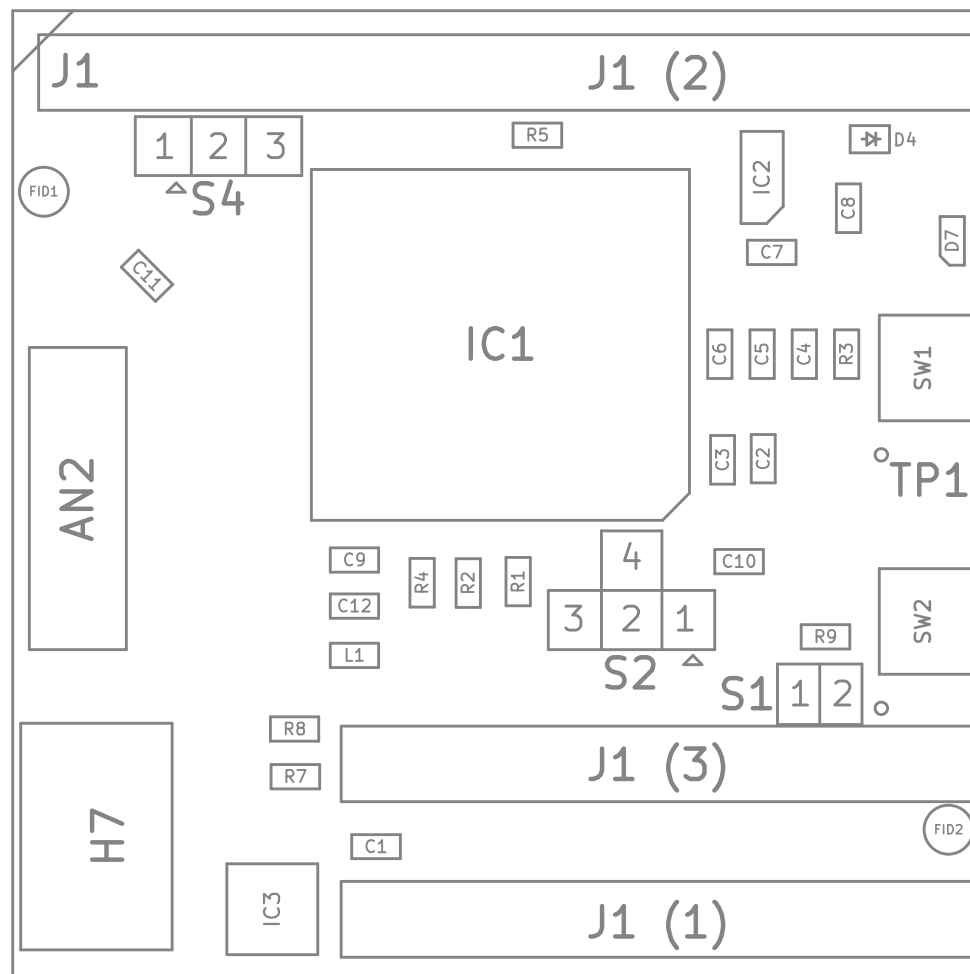 J1
J1 (2)
1 2 3
S4
R5
IC2
D4
FID1
C8
D7
C7
C11
IC1
C6
C5
C4
R3
SW1
AN2
C3
C2
TP1
C9
R4
R2
R1
4
C10
C12
3 2 1
S2
R9
SW2
L1
S1
1 2
R8
R7
J1 (3)
H7
C1
FID2
IC3
J1 (1)